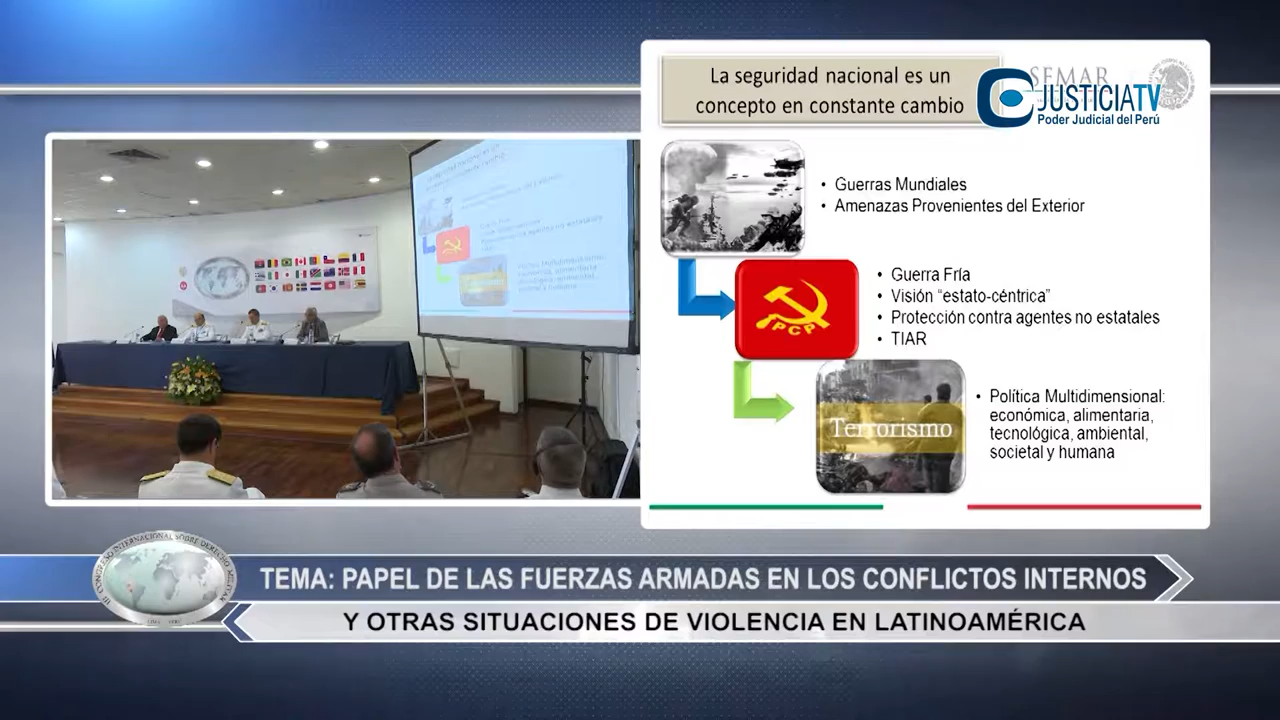 La seguridad nacional es un
concepto en constante cambio
SEMAR
JUSTICIATV
Poder Judicial del Perú
• Guerras Mundiales
• Amenazas Provenientes del Exterior
PCP
• Guerra Fría
• Visión “estato-céntrica”
• Protección contra agentes no estatales
• TIAR
Terrorismo
• Política Multidimensional:
económica, alimentaria,
tecnológica, ambiental,
societal y humana
TEMA: PAPEL DE LAS FUERZAS ARMADAS EN LOS CONFLICTOS INTERNOS
Y OTRAS SITUACIONES DE VIOLENCIA EN LATINOAMÉRICA